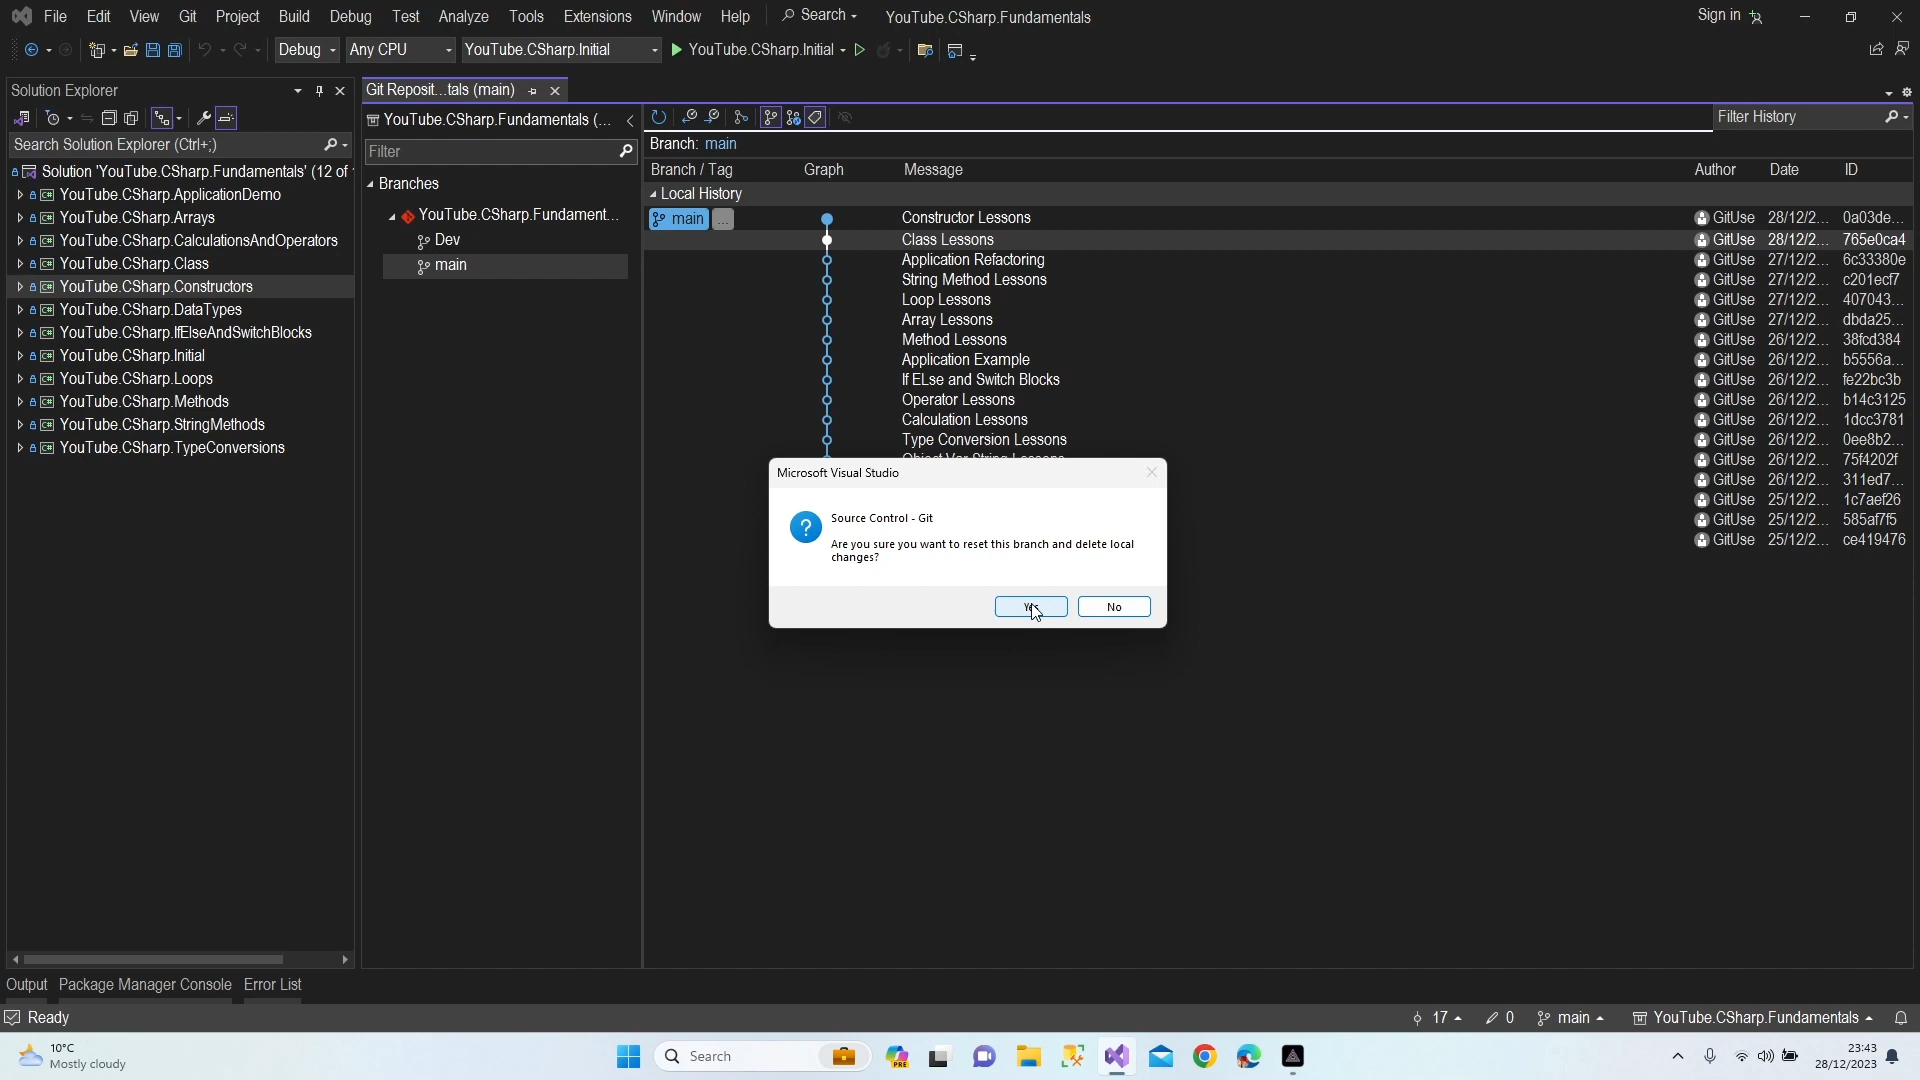 File Edit View Git Project Build Debug Test Analyze Tools Extensions Window Help Search YouTube.CSharp.Fundamentals Sign in
Debug Any CPU YouTube.CSharp.Initial YouTube.CSharp.Initial
Solution Explorer
Search Solution Explorer (Ctrl+;)
Solution 'YouTube.CSharp.Fundamentals' (12 of
YouTube.CSharp.ApplicationDemo
YouTube.CSharp.Arrays
YouTube.CSharp.CalculationsAndOperators
YouTube.CSharp.Class
YouTube.CSharp.Constructors
YouTube.CSharp.DataTypes
YouTube.CSharp.IfElseAndSwitchBlocks
YouTube.CSharp.Initial
YouTube.CSharp.Loops
YouTube.CSharp.Methods
YouTube.CSharp.StringMethods
YouTube.CSharp.TypeConversions
Git Reposit...tals (main)
YouTube.CSharp.Fundamentals (...
Filter
Branches
YouTube.CSharp.Fundament...
Dev
main
Filter History
Branch: main
Branch / Tag Graph Message Author Date ID
Local History
main ... Constructor Lessons GitUse 28/12/2... 0a03de...
Class Lessons GitUse 28/12/2... 765e0ca4
Application Refactoring GitUse 27/12/2... 6c33380e
String Method Lessons GitUse 27/12/2... c201ecf7
Loop Lessons GitUse 27/12/2... 407043...
Array Lessons GitUse 27/12/2... dbda25...
Method Lessons GitUse 26/12/2... 38fcd384
Application Example GitUse 26/12/2... b5556a...
If ELse and Switch Blocks GitUse 26/12/2... fe22bc3b
Operator Lessons GitUse 26/12/2... b14c3125
Calculation Lessons GitUse 26/12/2... 1dcc3781
Type Conversion Lessons GitUse 26/12/2... 0ee8b2...
Object Var String Lessons GitUse 26/12/2... 75f4202f
GitUse 26/12/2... 311ed7...
GitUse 25/12/2... 1c7aef26
GitUse 25/12/2... 585af7f5
GitUse 25/12/2... ce419476
Microsoft Visual Studio
Source Control - Git
Are you sure you want to reset this branch and delete local
changes?
Yes No
Output Package Manager Console Error List
Ready 17 0 main YouTube.CSharp.Fundamentals
10°C
Mostly cloudy
Search
PRE
23:43
28/12/2023